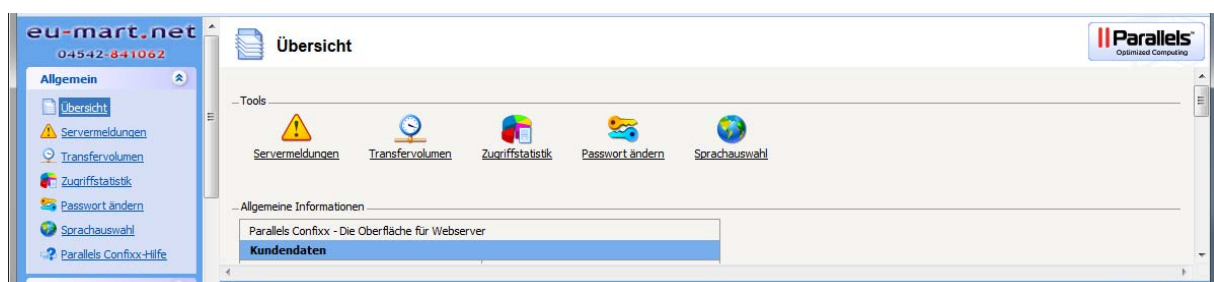 eu-mart.net
04542-841062
Allgemein
Übersicht
Servermeldungen
Transfervolumen
Zugriffstatistik
Passwort ändern
Sprachauswahl
Parallels Confixx-Hilfe
Übersicht
Parallels
Optimized Computing
Tools
Servermeldungen Transfervolumen Zugriffstatistik Passwort ändern Sprachauswahl
Allgemeine Informationen
Parallels Confixx - Die Oberfläche für Webserver
Kundendaten